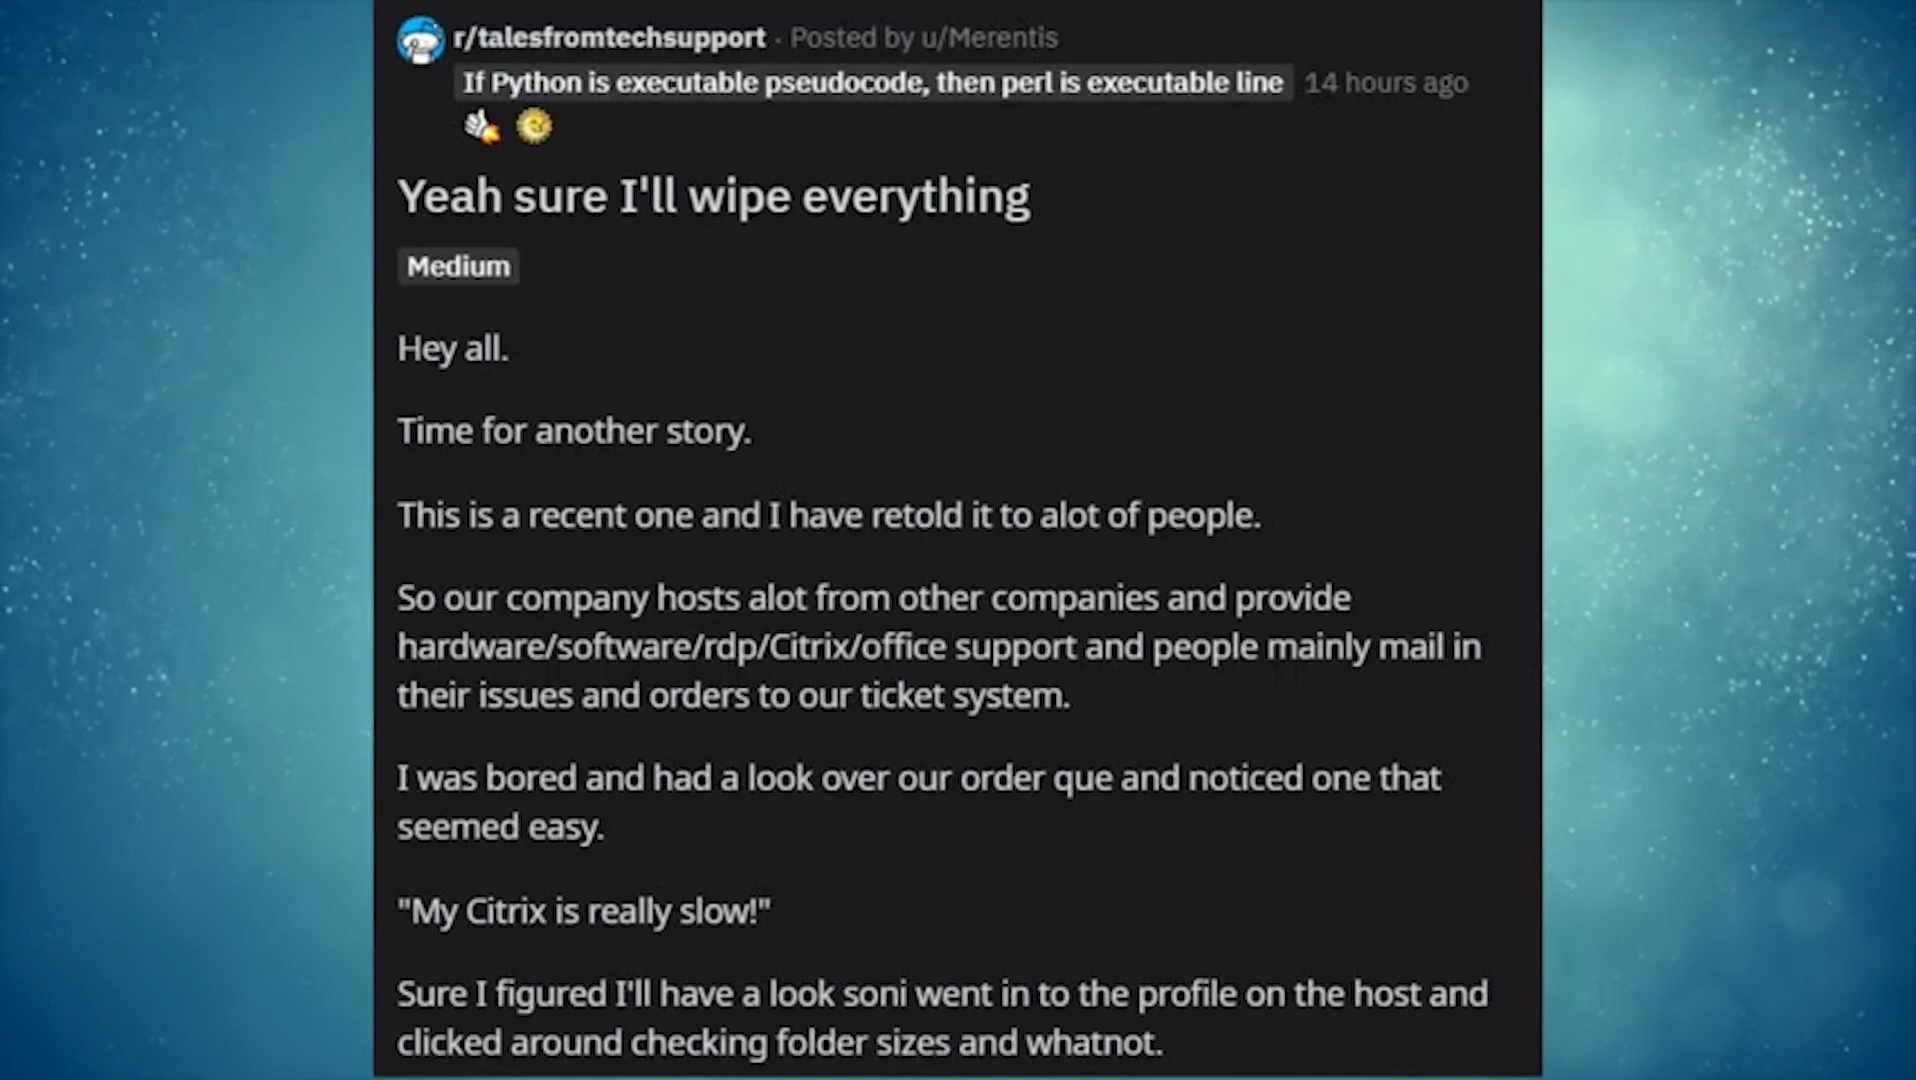 r/talesfromtechsupport · Posted by u/Merentis
If Python is executable pseudocode, then perl is executable line 14 hours ago
Yeah sure I'll wipe everything
Medium
Hey all.
Time for another story.
This is a recent one and I have retold it to alot of people.
So our company hosts alot from other companies and provide
hardware/software/rdp/Citrix/office support and people mainly mail in
their issues and orders to our ticket system.
I was bored and had a look over our order que and noticed one that
seemed easy.
"My Citrix is really slow!"
Sure I figured I'll have a look soni went in to the profile on the host and
clicked around checking folder sizes and whatnot.